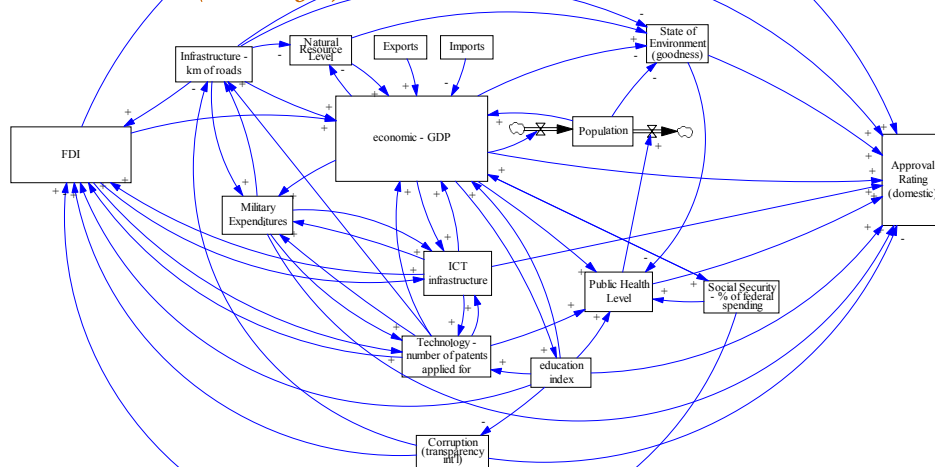 Infrastructure -
km of roads
Natural
Resource
Level
Exports
Imports
State of
Environment
(goodness)
FDI
economic - GDP
Population
Approval
Rating
(domestic)
Military
Expenditures
ICT
infrastructure
Public Health
Level
Social Security
- % of federal
spending
Technology -
number of patents
applied for
education
index
Corruption
(transparency
int'l)